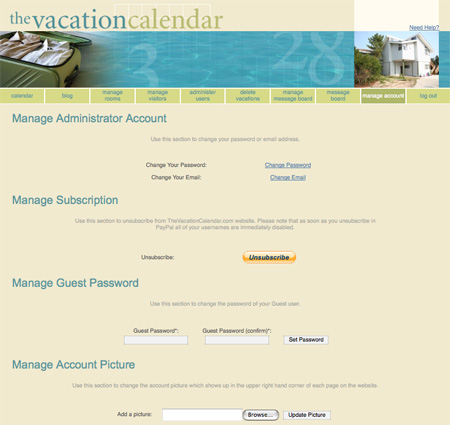 thevacationcalendar
Need Help?
3 28
calendar
blog
manage rooms
manage visitors
administer users
delete vacations
manage message board
message board
manage account
log out
Manage Administrator Account
Use this section to change your password or email address.
Change Your Password: Change Password
Change Your Email: Change Email
Manage Subscription
Use this section to unsubscribe from TheVacationCalendar.com website. Please note that as soon as you unsubscribe in
PayPal all of your usernames are immediately disabled.
Unsubscribe: Unsubscribe
Manage Guest Password
Use this section to change the password of your Guest user.
Guest Password*: Guest Password (confirm)*:
Set Password
Manage Account Picture
Use this section to change the account picture which shows up in the upper right hand corner of each page on the website.
Add a picture: Browse... Update Picture